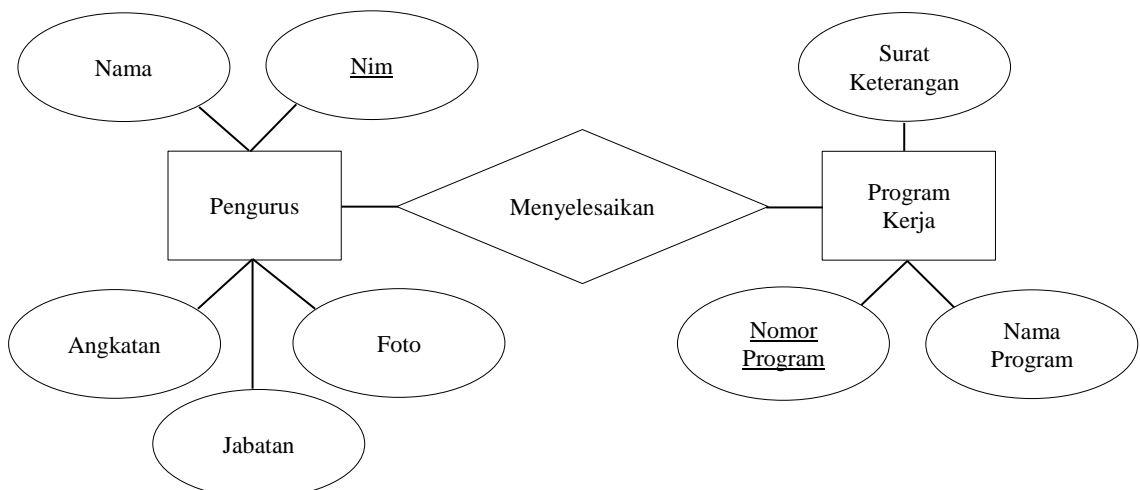 Nama
Nim
Surat
Keterangan
Pengurus
Menyelesaikan
Program
Kerja
Angkatan
Foto
Nomor
Program
Nama
Program
Jabatan